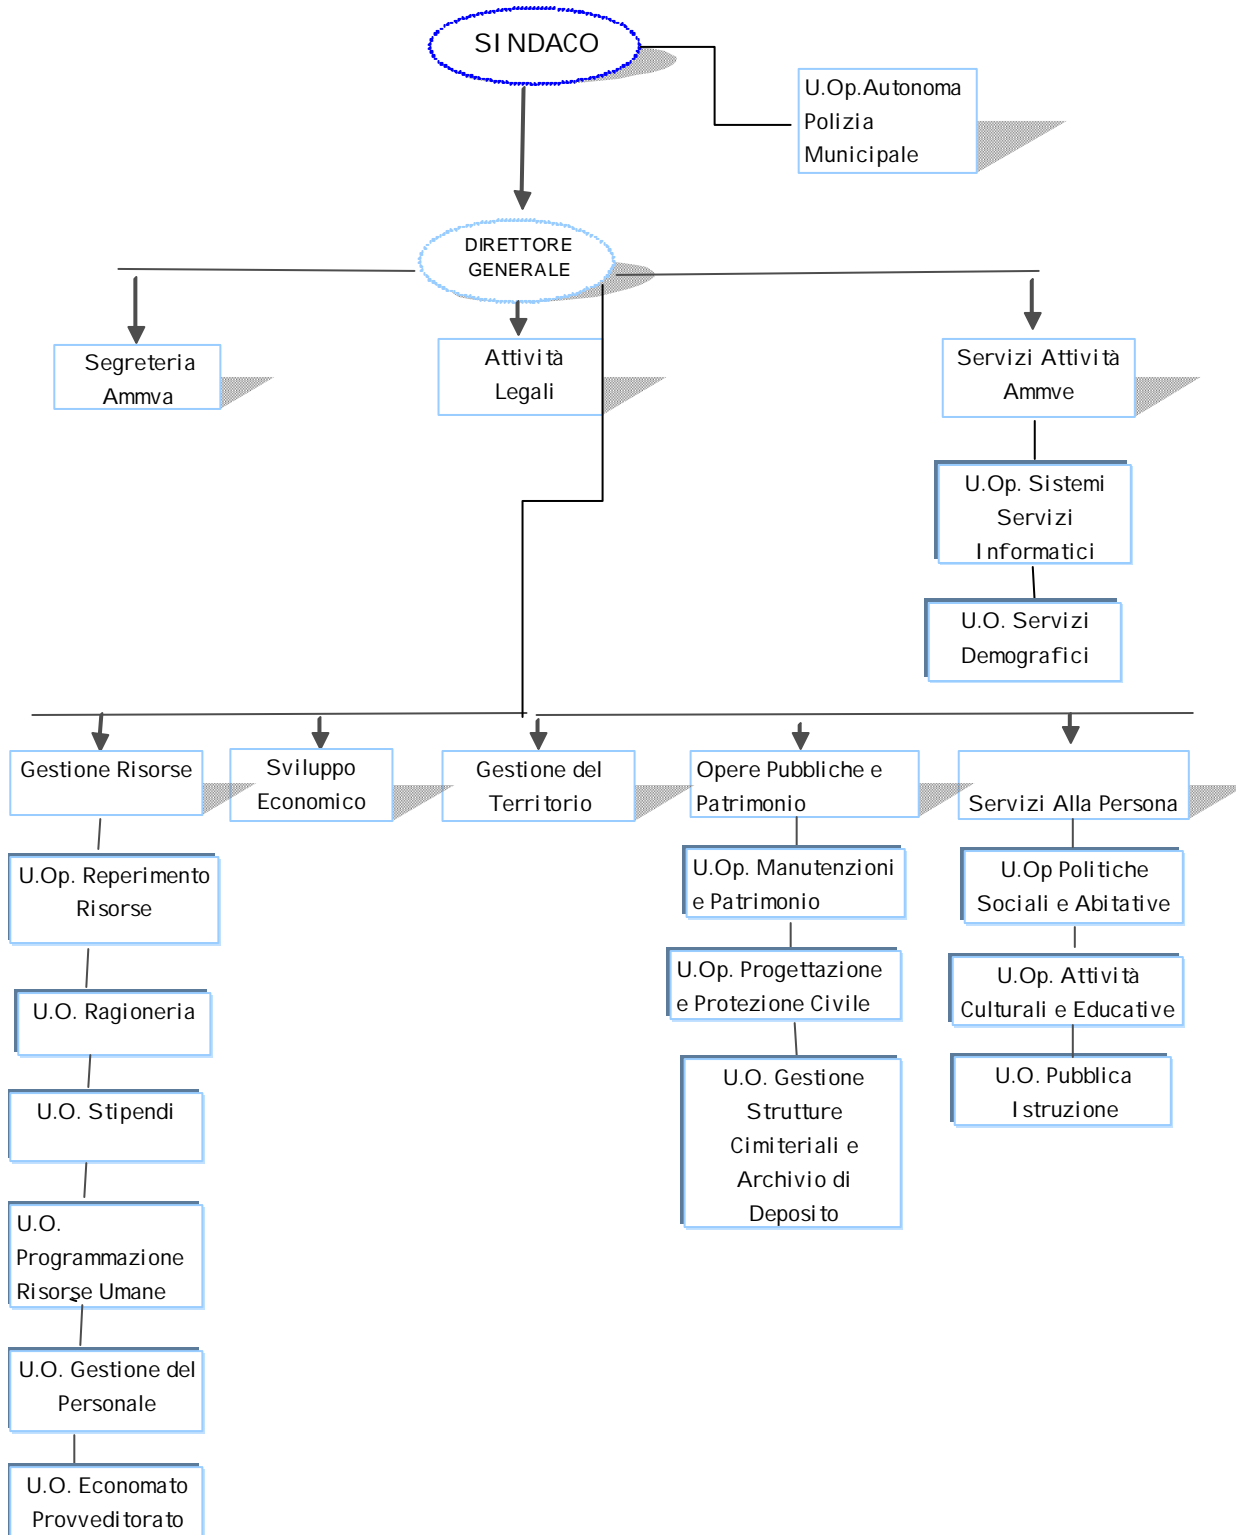 SINDACO
U.Op.Autonoma
Polizia
Municipale
DIRETTORE
GENERALE
Segreteria
Ammva
Attività
Legali
Servizi Attività
Ammve
U.Op. Sistemi
Servizi
Informatici
U.O. Servizi
Demografici
Gestione Risorse
Sviluppo
Economico
Gestione del
Territorio
Opere Pubbliche e
Patrimonio
Servizi Alla Persona
U.Op. Reperimento
Risorse
U.O. Ragioneria
U.O. Stipendi
U.O.
Programmazione
Risorse Umane
U.O. Gestione del
Personale
U.O. Economato
Provveditorato
U.Op. Manutenzioni
e Patrimonio
U.Op. Progettazione
e Protezione Civile
U.O. Gestione
Strutture
Cimiteriali e
Archivio di
Deposito
U.Op Politiche
Sociali e Abitative
U.Op. Attività
Culturali e Educative
U.O. Pubblica
Istruzione